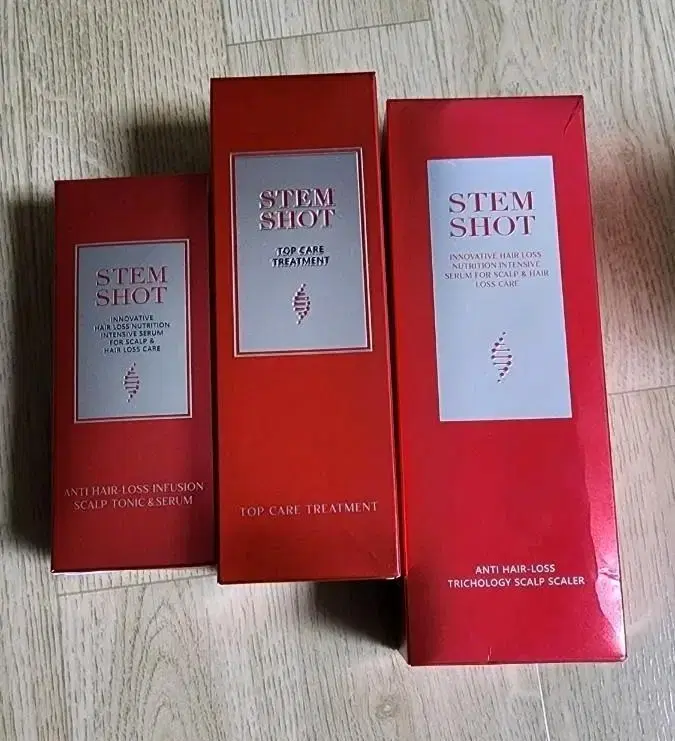 STEM
SHOT
INNOVATIVE
HAIR LOSS NUTRITION
INTENSIVE SERUM
FOR SCALP &
HAIR LOSS CARE
ANTI HAIR-LOSS INFUSION
SCALP TONIC & SERUM
STEM
SHOT
TOP CARE
TREATMENT
TOP CARE TREATMENT
STEM
SHOT
INNOVATIVE HAIR LOSS
NUTRITION INTENSIVE
SERUM FOR SCALP & HAIR
LOSS CARE
ANTI HAIR-LOSS
TRICHOLOGY SCALP SCALER